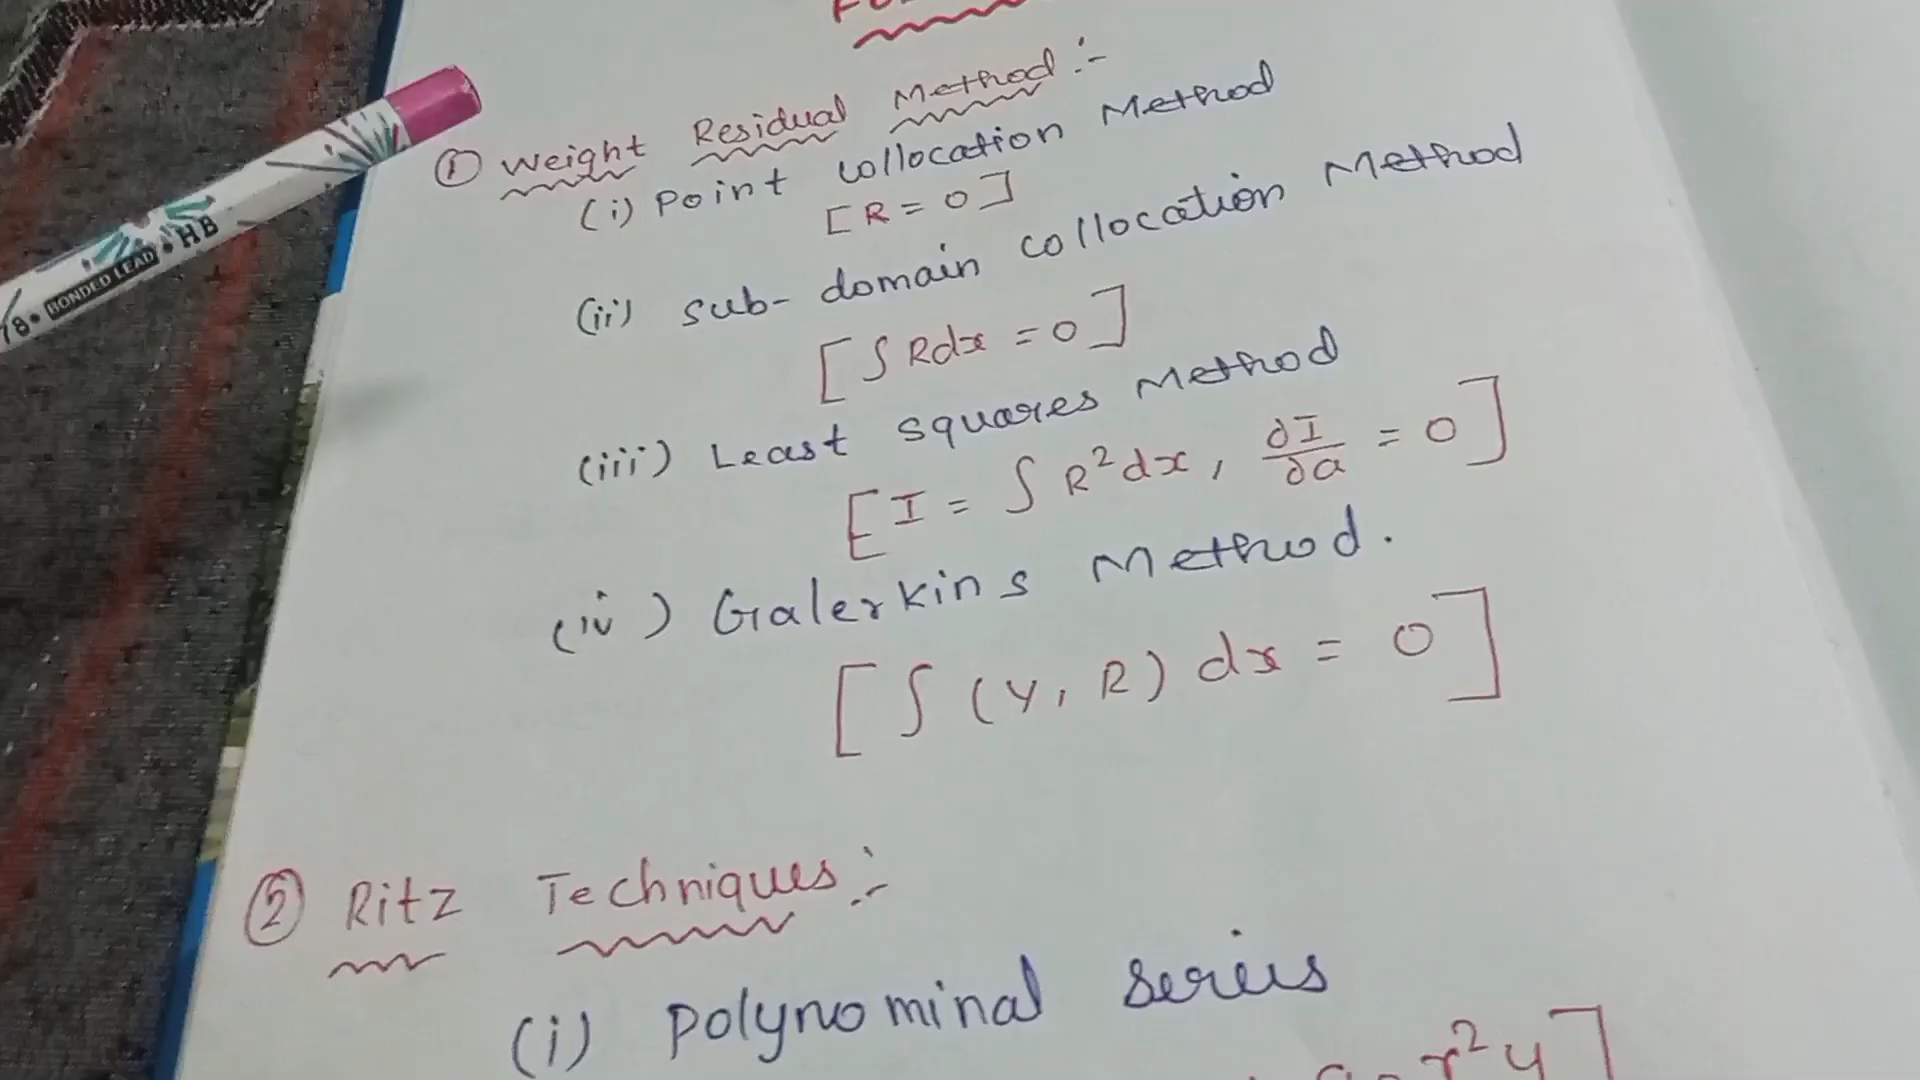 ① Weight Residual Method :-
(i) Point collocation Method
[R = 0]
(ii) sub-domain collocation Method
[∫ Rdx = 0]
(iii) Least squares Method
[I = ∫ R²dx, ∂I/∂a = 0]
(iv) Galerkins Method.
[∫ (Y, R) dx = 0]
② Ritz Techniques :-
(i) Polynominal series
BONDED LEAD • HB